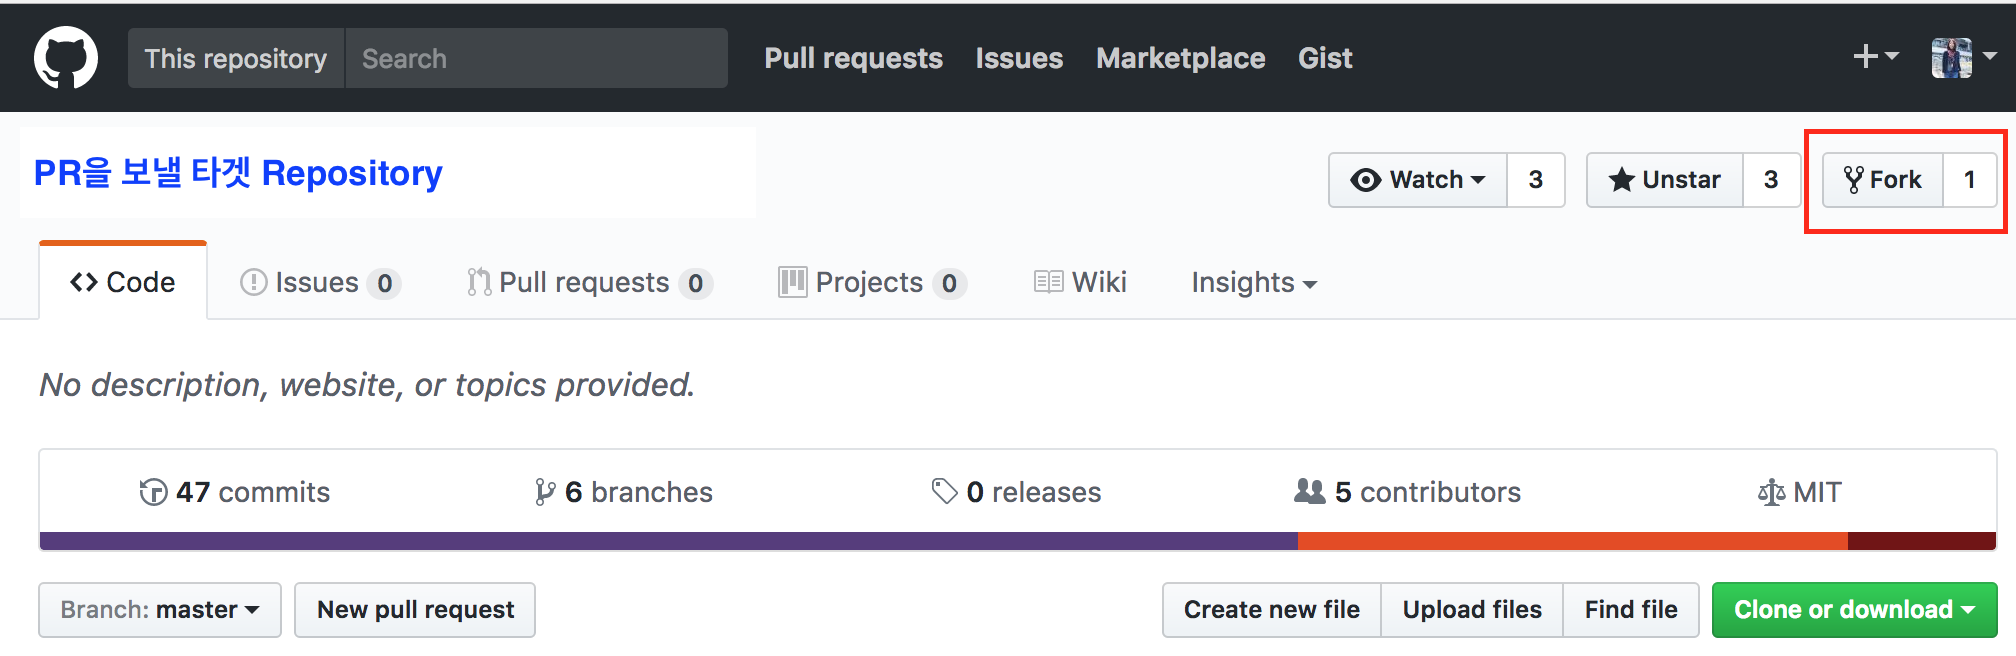 This repository Search Pull requests Issues Marketplace Gist
PR을 보낼 타겟 Repository
Watch 3 Unstar 3 Fork 1
Code Issues 0 Pull requests 0 Projects 0 Wiki Insights
No description, website, or topics provided.
47 commits 6 branches 0 releases 5 contributors MIT
Branch: master New pull request Create new file Upload files Find file Clone or download